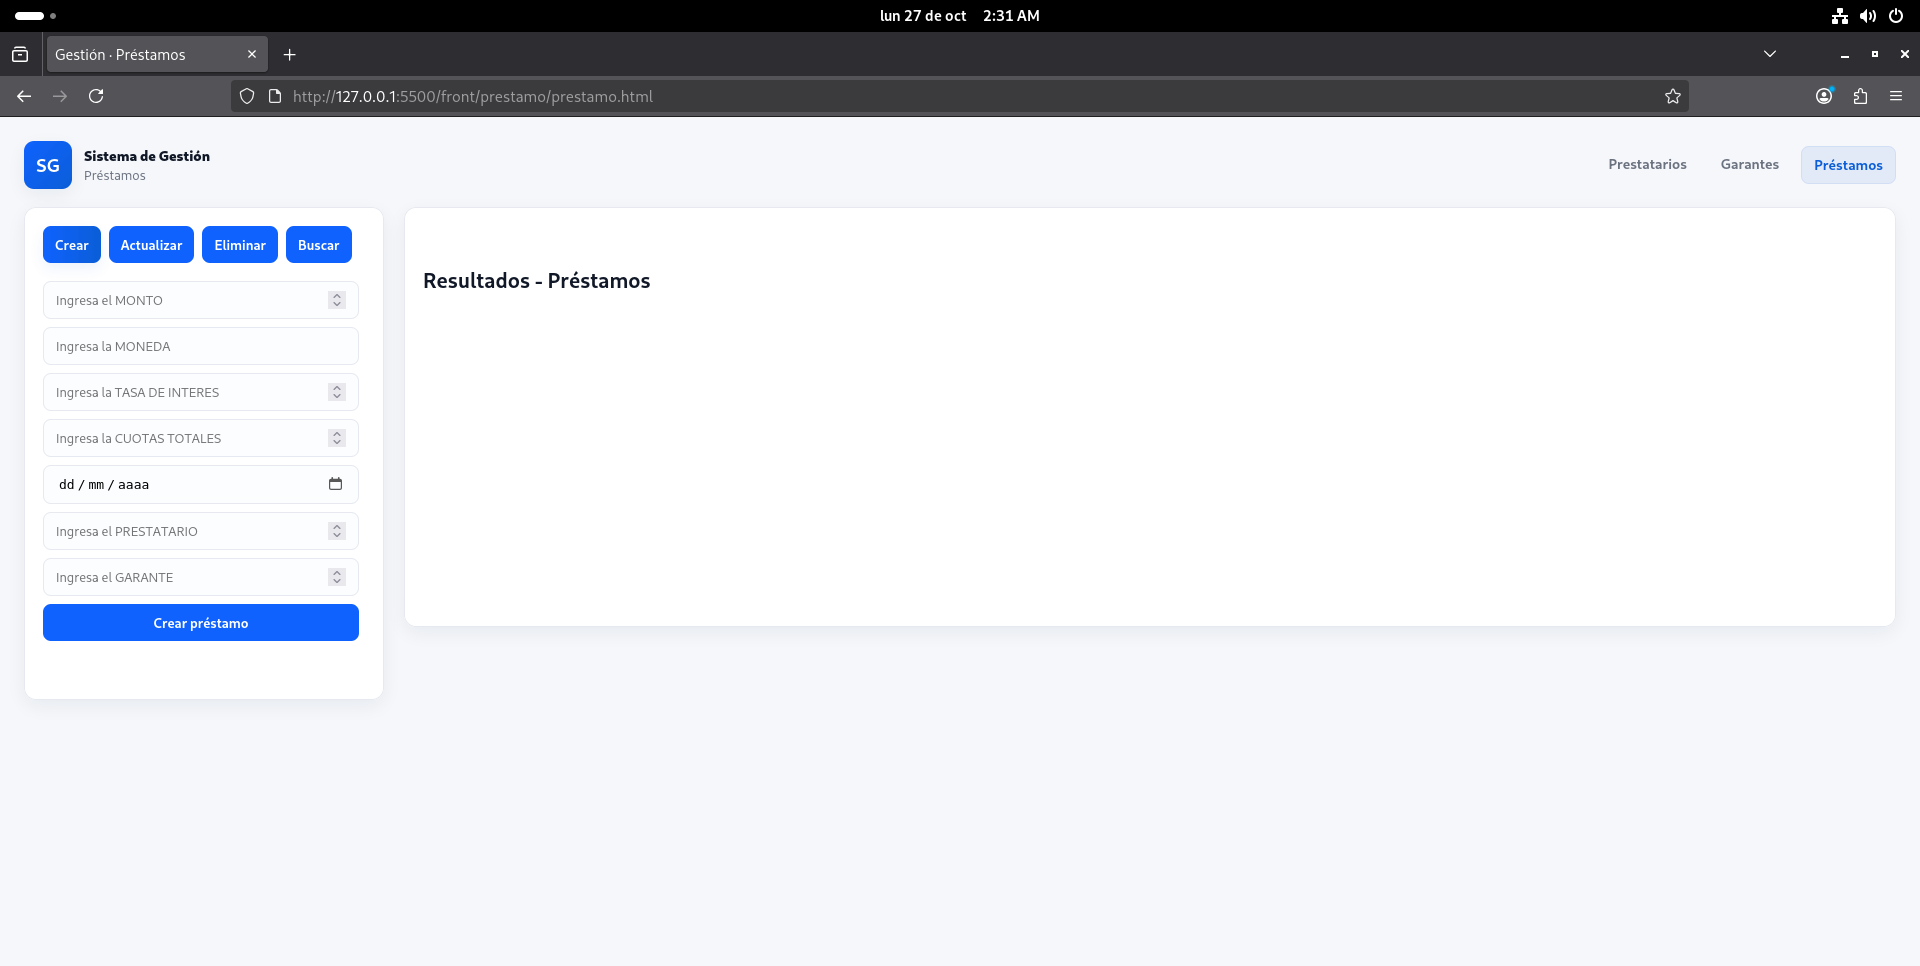 lun 27 de oct 2:31 AM
Gestión · Préstamos
http://127.0.0.1:5500/front/prestamo/prestamo.html
SG
Sistema de Gestión
Préstamos
Prestatarios Garantes Préstamos
Crear Actualizar Eliminar Buscar
Ingresa el MONTO
Ingresa la MONEDA
Ingresa la TASA DE INTERES
Ingresa la CUOTAS TOTALES
dd / mm / aaaa
Ingresa el PRESTATARIO
Ingresa el GARANTE
Crear préstamo
Resultados - Préstamos